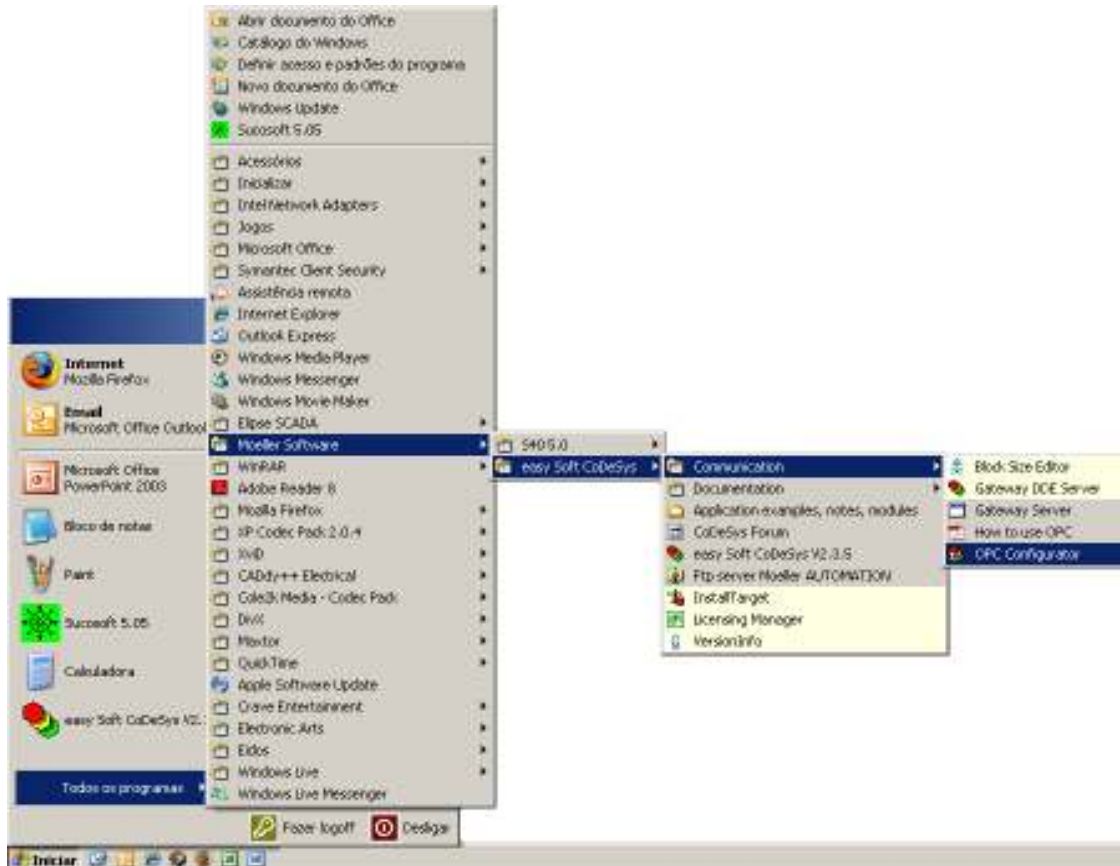 Abrir documento do Office
Catálogo do Windows
Definir acesso e padrões do programa
Novo documento do Office
Windows Update
Sucosoft 5.05
Acessórios
Inicializar
Intel Network Adapters
Jogos
Microsoft Office
Symantec Client Security
Assistência remota
Internet Explorer
Outlook Express
Windows Media Player
Windows Messenger
Windows Movie Maker
Elipse SCADA
Moeller Software
WinRAR
Adobe Reader 8
Mozilla Firefox
XP Codec Pack 2.0.4
XviD
CADdy++ Electrical
Cole2k Media - Codec Pack
DivX
Maxtor
QuickTime
Apple Software Update
Crave Entertainment
Electronic Arts
Eidos
Windows Live
Windows Live Messenger
Internet
Mozilla Firefox
Email
Microsoft Office Outloo
Microsoft Office
PowerPoint 2003
Bloco de notas
Paint
Sucosoft 5.05
Calculadora
easy Soft CoDeSys V2.
Todos os programas
Fazer logoff
Desligar
Iniciar
S40 5.0
easy Soft CoDeSys
Communication
Documentation
Application examples, notes, modules
CoDeSys Forum
easy Soft CoDeSys V2.3.5
Ftp server Moeller AUTOMATION
InstallTarget
Licensing Manager
VersionInfo
Block Size Editor
Gateway DDE Server
Gateway Server
How to use OPC
OPC Configurator